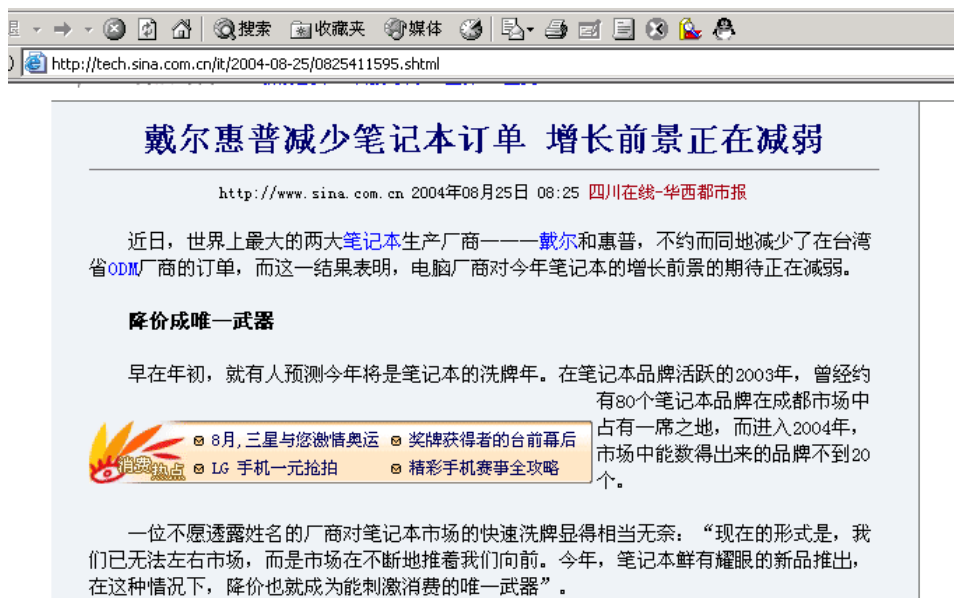 搜索 收藏夹 媒体
http://tech.sina.com.cn/it/2004-08-25/0825411595.shtml
戴尔惠普减少笔记本订单 增长前景正在减弱
http://www.sina.com.cn 2004年08月25日 08:25 四川在线-华西都市报
近日，世界上最大的两大笔记本生产厂商———戴尔和惠普，不约而同地减少了在台湾
省ODM厂商的订单，而这一结果表明，电脑厂商对今年笔记本的增长前景的期待正在减弱。
降价成唯一武器
早在年初，就有人预测今年将是笔记本的洗牌年。在笔记本品牌活跃的2003年，曾经约
有80个笔记本品牌在成都市场中
占有一席之地，而进入2004年，
市场中能数得出来的品牌不到20
个。
消费热点
8月,三星与您激情奥运 奖牌获得者的台前幕后
LG 手机一元抢拍 精彩手机赛事全攻略
一位不愿透露姓名的厂商对笔记本市场的快速洗牌显得相当无奈：“现在的形式是，我
们已无法左右市场，而是市场在不断地推着我们向前。今年，笔记本鲜有耀眼的新品推出，
在这种情况下，降价也就成为能刺激消费的唯一武器”。